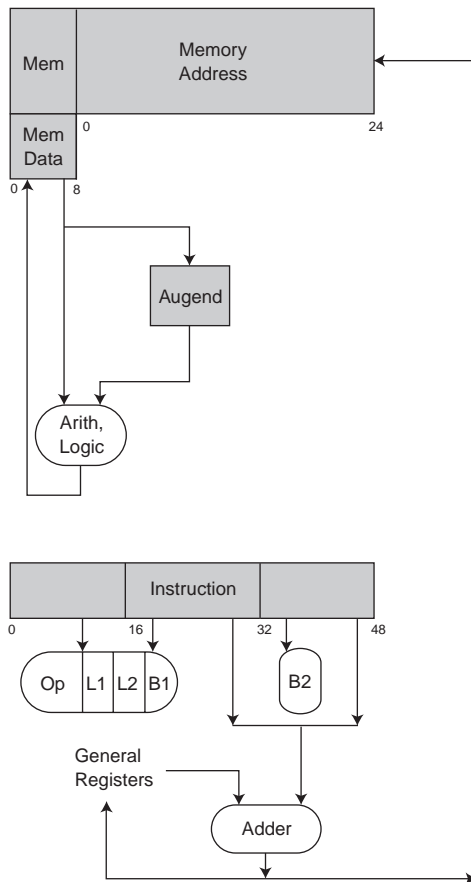 Mem
Memory
Address
0
24
Mem
Data
0
8
Augend
Arith,
Logic
Instruction
0
16
32
48
Op
L1
L2
B1
B2
General
Registers
Adder